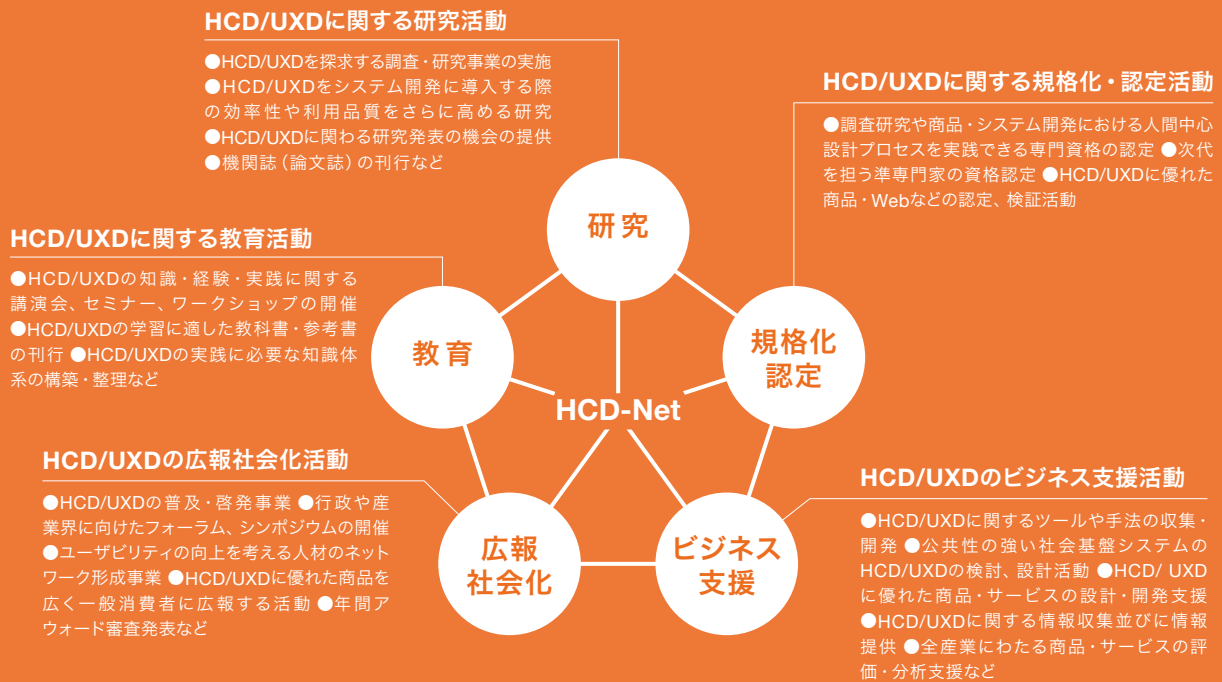 HCD/UXDに関する研究活動
●HCD/UXDを探求する調査・研究事業の実施
●HCD/UXDをシステム開発に導入する際
の効率性や利用品質をさらに高める研究
●HCD/UXDに関わる研究発表の機会の提供
●機関誌（論文誌）の刊行など
HCD/UXDに関する規格化・認定活動
●調査研究や商品・システム開発における人間中心
設計プロセスを実践できる専門資格の認定 ●次代
を担う準専門家の資格認定 ●HCD/UXDに優れた
商品・Webなどの認定、検証活動
HCD/UXDに関する教育活動
●HCD/UXDの知識・経験・実践に関する
講演会、セミナー、ワークショップの開催
●HCD/UXDの学習に適した教科書・参考書
の刊行 ●HCD/UXDの実践に必要な知識体
系の構築・整理など
研究
教育
規格化
認定
HCD-Net
広報
社会化
ビジネス
支援
HCD/UXDの広報社会化活動
●HCD/UXDの普及・啓発事業 ●行政や産
業界に向けたフォーラム、シンポジウムの開催
●ユーザビリティの向上を考える人材のネット
ワーク形成事業 ●HCD/UXDに優れた商品を
広く一般消費者に広報する活動 ●年間ア
ウォード審査発表など
HCD/UXDのビジネス支援活動
●HCD/UXDに関するツールや手法の収集・
開発 ●公共性の強い社会基盤システムの
HCD/UXDの検討、設計活動 ●HCD/ UXD
に優れた商品・サービスの設計・開発支援
●HCD/UXDに関する情報収集並びに情報
提供 ●全産業にわたる商品・サービスの評
価・分析支援など